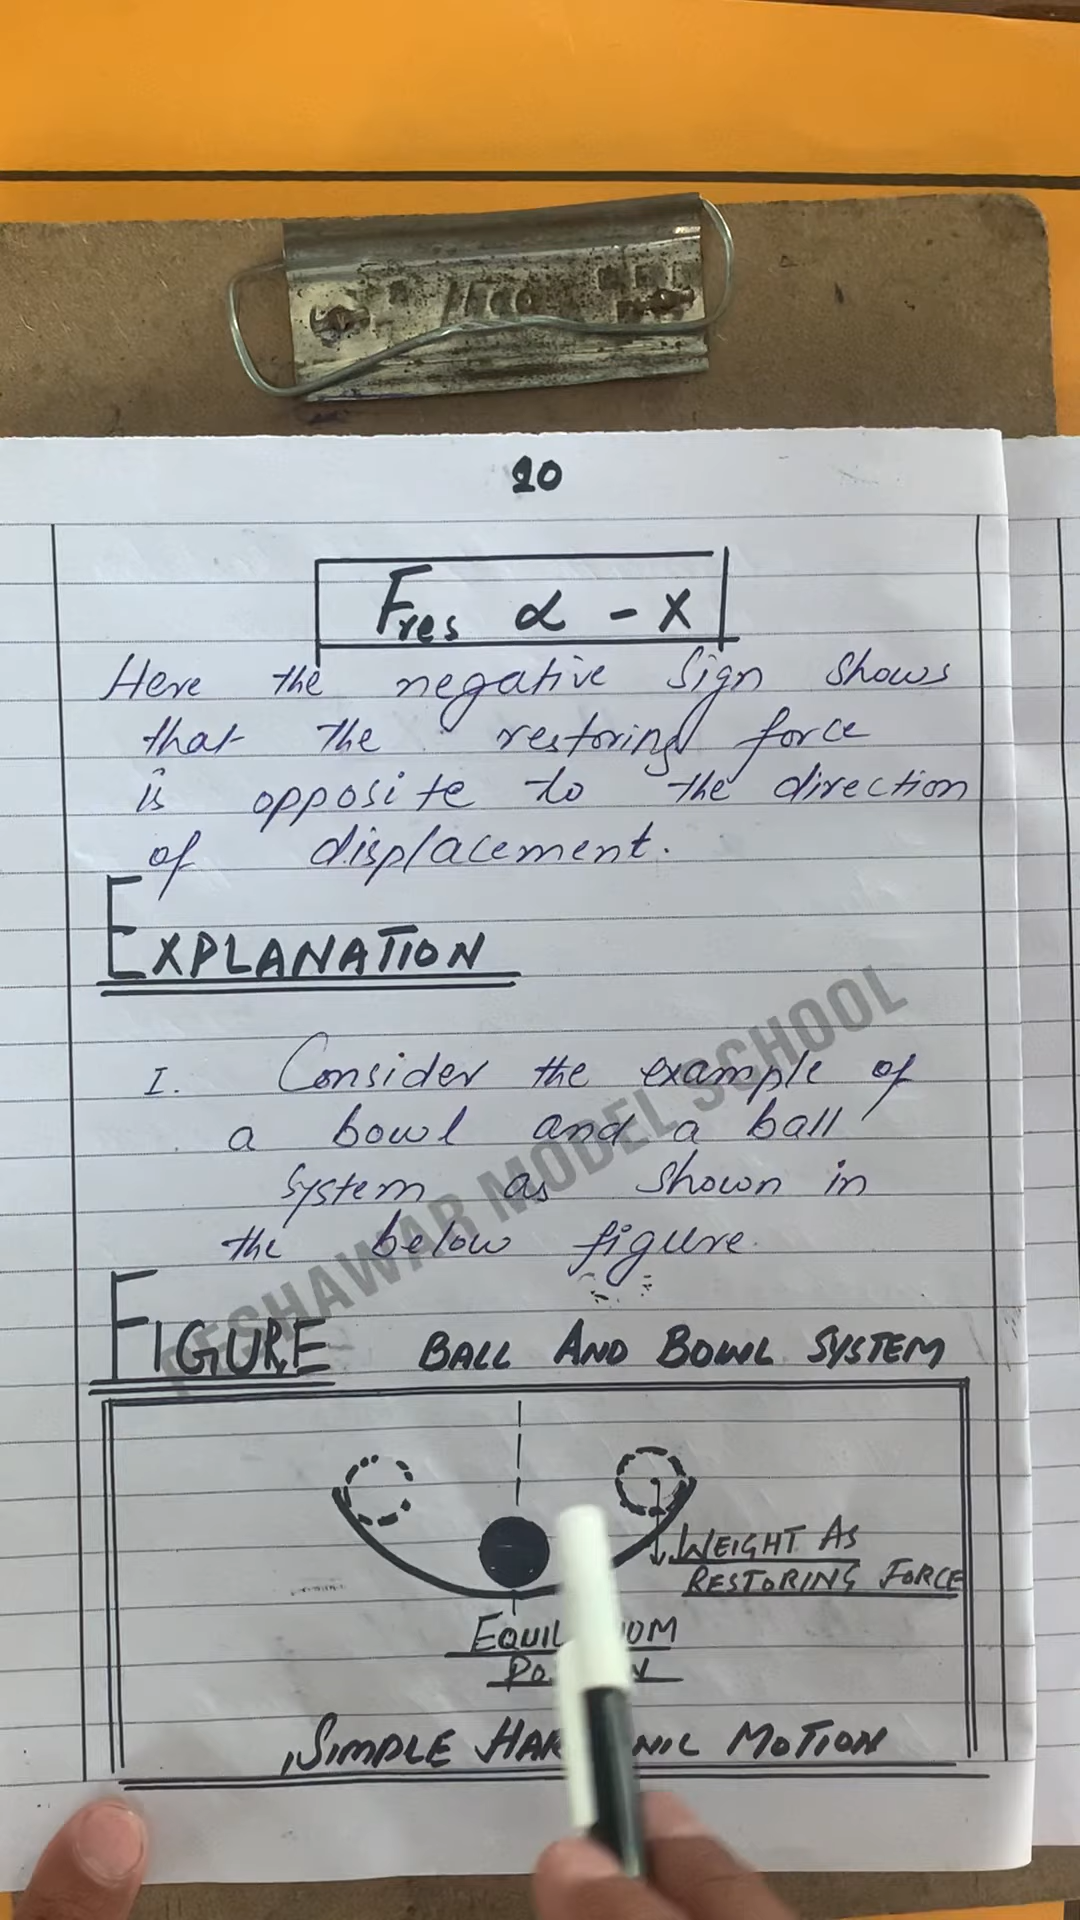 20
Fres α - x
Here the negative Sign shows
that the restoring force
is opposite to the direction
of displacement.
EXPLANATION
I. Consider the example of
a bowl and a ball
system as shown in
the below figure.
PESHAWAR MODEL SCHOOL
FIGURE BALL AND BOWL SYSTEM
WEIGHT AS
RESTORING FORCE
SIMPLE MOTION